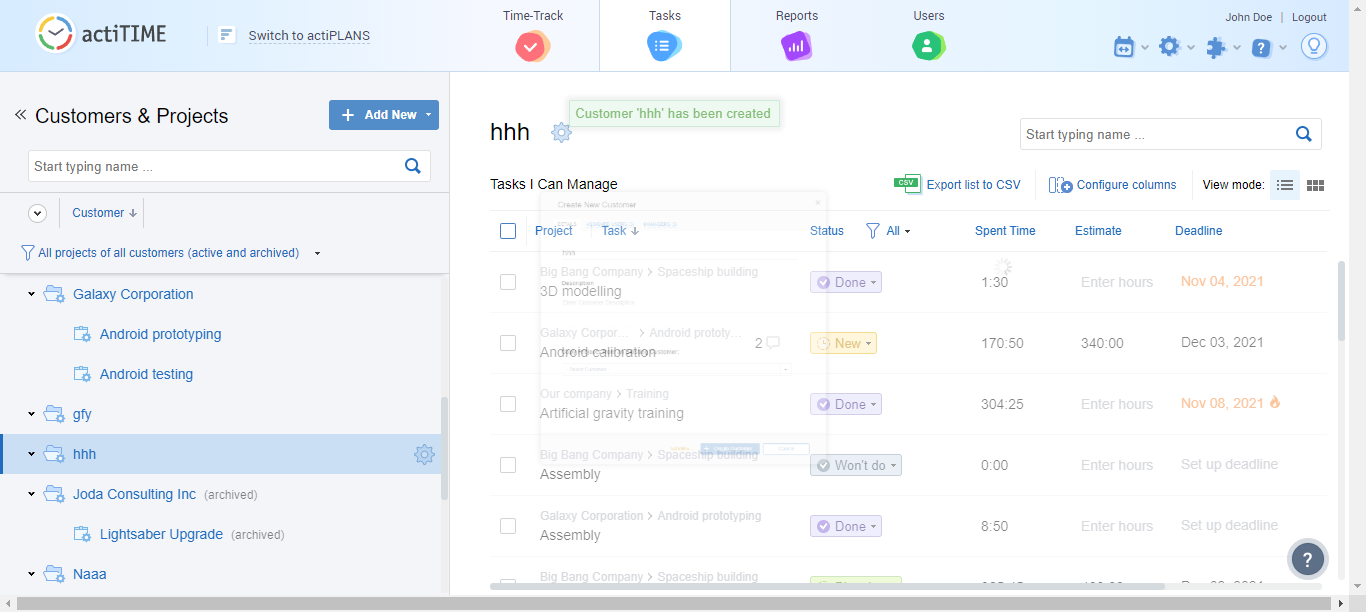 actiTIME
Switch to actiPLANS
Time-Track
Tasks
Reports
Users
John Doe | Logout
Customers & Projects
Add New
Start typing name ...
Customer
All projects of all customers (active and archived)
Galaxy Corporation
Android prototyping
Android testing
gfy
hhh
Joda Consulting Inc (archived)
Lightsaber Upgrade (archived)
Naaa
hhh
Customer 'hhh' has been created
Start typing name ...
Tasks I Can Manage
CSV Export list to CSV
Configure columns
View mode:
Create New Customer
Project Task Status All Spent Time Estimate Deadline
hhh
Big Bang Company > Spaceship building
Description
3D modelling Done 1:30 Enter hours Nov 04, 2021
Galaxy Corpor... > Android prototy...
Android calibration 2 New 170:50 340:00 Dec 03, 2021
Our company > Training
Artificial gravity training Done 304:25 Enter hours Nov 08, 2021
Big Bang Company > Spaceship building
Assembly Won't do 0:00 Enter hours Set up deadline
Galaxy Corporation > Android prototyping
Assembly Done 8:50 Enter hours Set up deadline
Big Bang Company > Spaceship building
?